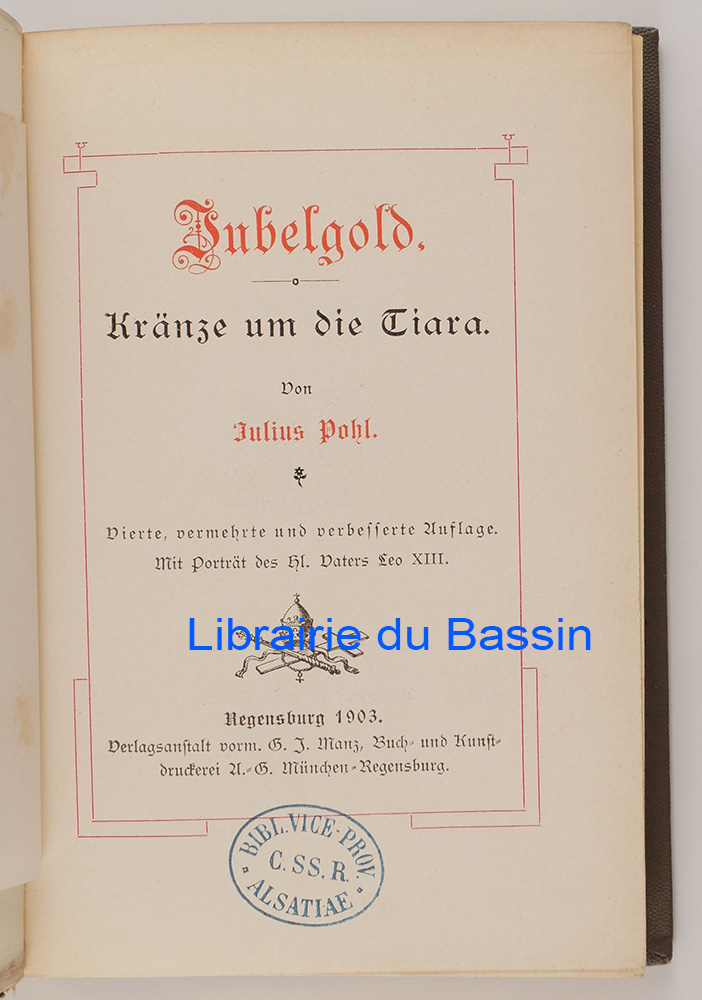 Jubelgold.
Kränze um die Tiara.
Von
Julius Pohl.
Vierte, vermehrte und verbesserte Auflage.
Mit Porträt des Hl. Vaters Leo XIII.
Librairie du Bassin
Regensburg 1903.
Verlagsanstalt vorm. G. J. Manz, Buch- und Kunst-
druckerei A.-G. München-Regensburg.
BIBL. VICE-PROV.
C. SS. R.
ALSATIAE